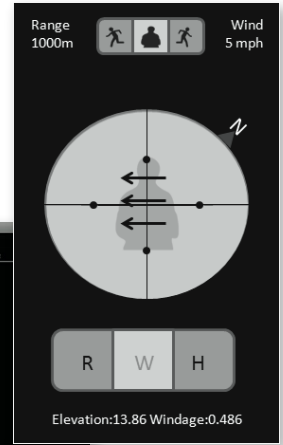 Range
1000m
Wind
5 mph
N
R W H
Elevation:13.86 Windage:0.486